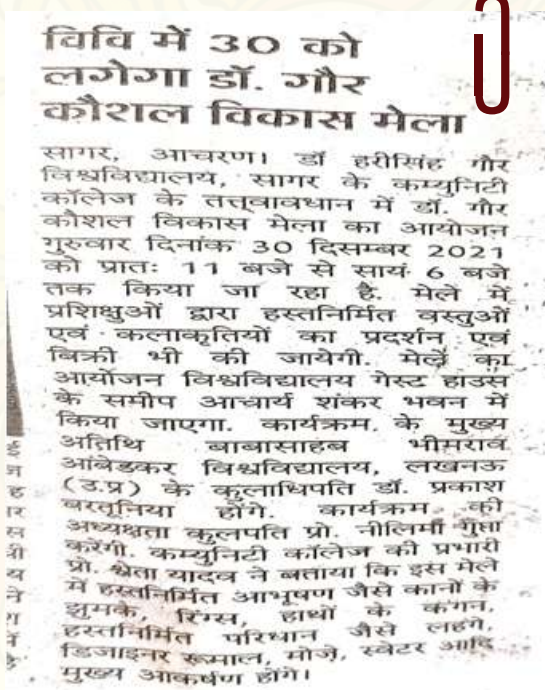 विवि में 30 को
लगेगा डॉ. गौर
कौशल विकास मेला
सागर, आचरण। डॉ हरीसिंह गौर
विश्वविद्यालय, सागर के कम्युनिटी
कॉलेज के तत्त्वावधान में डॉ. गौर
कौशल विकास मेला का आयोजन
गुरुवार दिनांक 30 दिसम्बर 2021
को प्रातः 11 बजे से सायं 6 बजे
तक किया जा रहा है. मेले में
प्रशिक्षुओं द्वारा हस्तनिर्मित वस्तुओं
एवं कलाकृतियों का प्रदर्शन एवं
बिक्री भी की जायेगी. मेले का
आयोजन विश्वविद्यालय गेस्ट हाउस
के समीप आचार्य शंकर भवन में
किया जाएगा. कार्यक्रम के मुख्य
अतिथि बाबासाहब भीमराव
आंबेडकर विश्वविद्यालय, लखनऊ
(उ.प्र) के कुलाधिपति डॉ. प्रकाश
बरतूनिया होंगे. कार्यक्रम की
अध्यक्षता कुलपति प्रो. नीलिमा गुप्ता
करेंगी. कम्युनिटी कॉलेज की प्रभारी
प्रो. श्वेता यादव ने बताया कि इस मेले
में हस्तनिर्मित आभूषण जैसे कानों के
झुमके, रिंग्स, हाथों के कंगन,
हस्तनिर्मित परिधान जैसे लहंगे,
डिजाइनर रूमाल, मोजे, स्वेटर आदि
मुख्य आकर्षण होंगे।